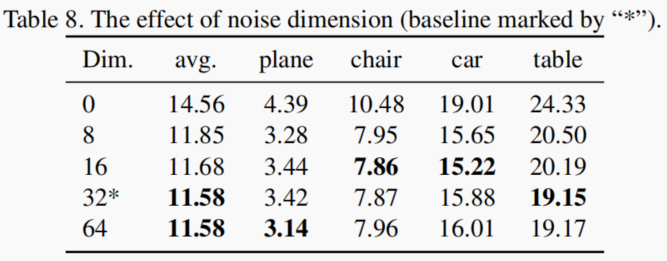 Table 8. The effect of noise dimension (baseline marked by “*”).
Dim. avg. plane chair car table
0 14.56 4.39 10.48 19.01 24.33
8 11.85 3.28 7.95 15.65 20.50
16 11.68 3.44 7.86 15.22 20.19
32* 11.58 3.42 7.87 15.88 19.15
64 11.58 3.14 7.96 16.01 19.17